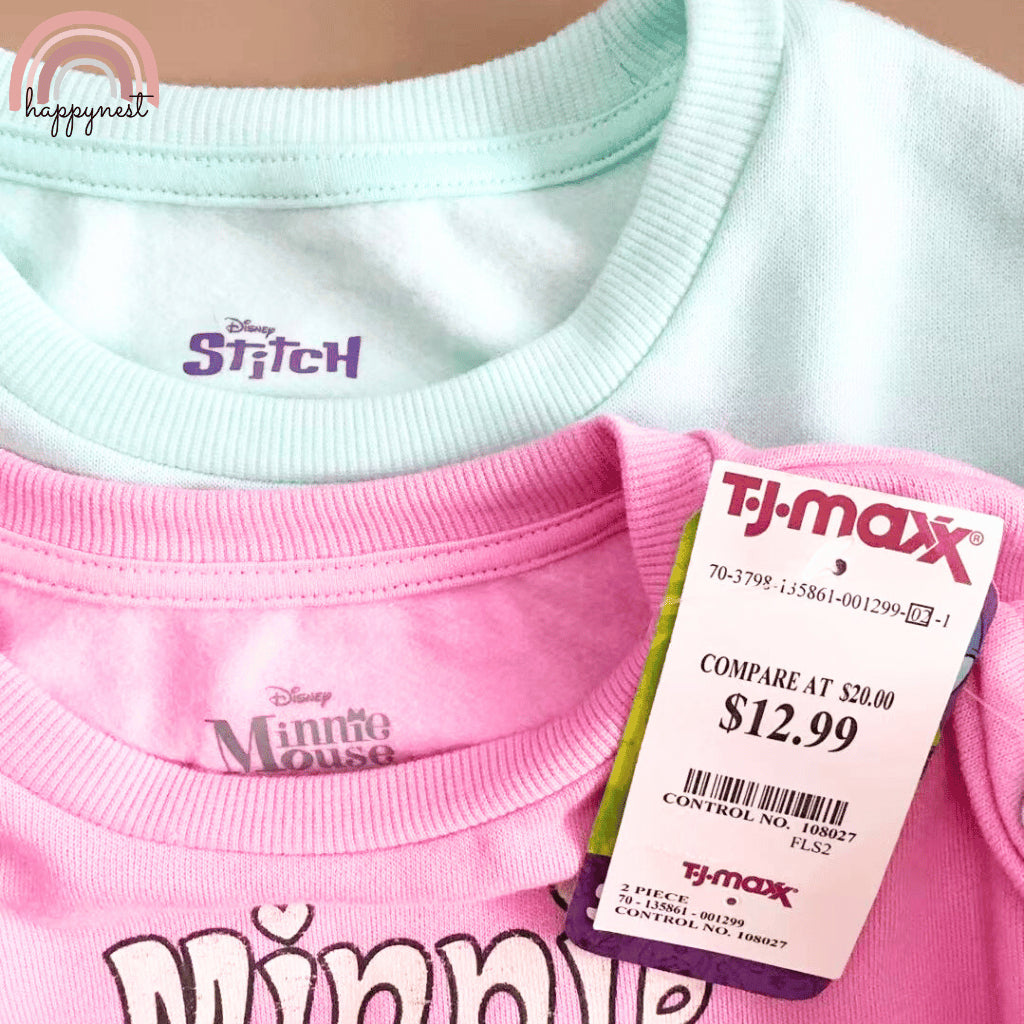 happynest
Disney
Stitch
Disney
Minnie
Mouse
T·J·maxx®
70-3798-135861-001299-02-1
COMPARE AT $20.00
$12.99
CONTROL NO. 108027
FLS2
T·J·maxx
2 PIECE
70 - 135861 - 001299
CONTROL NO. 108027
Minnie